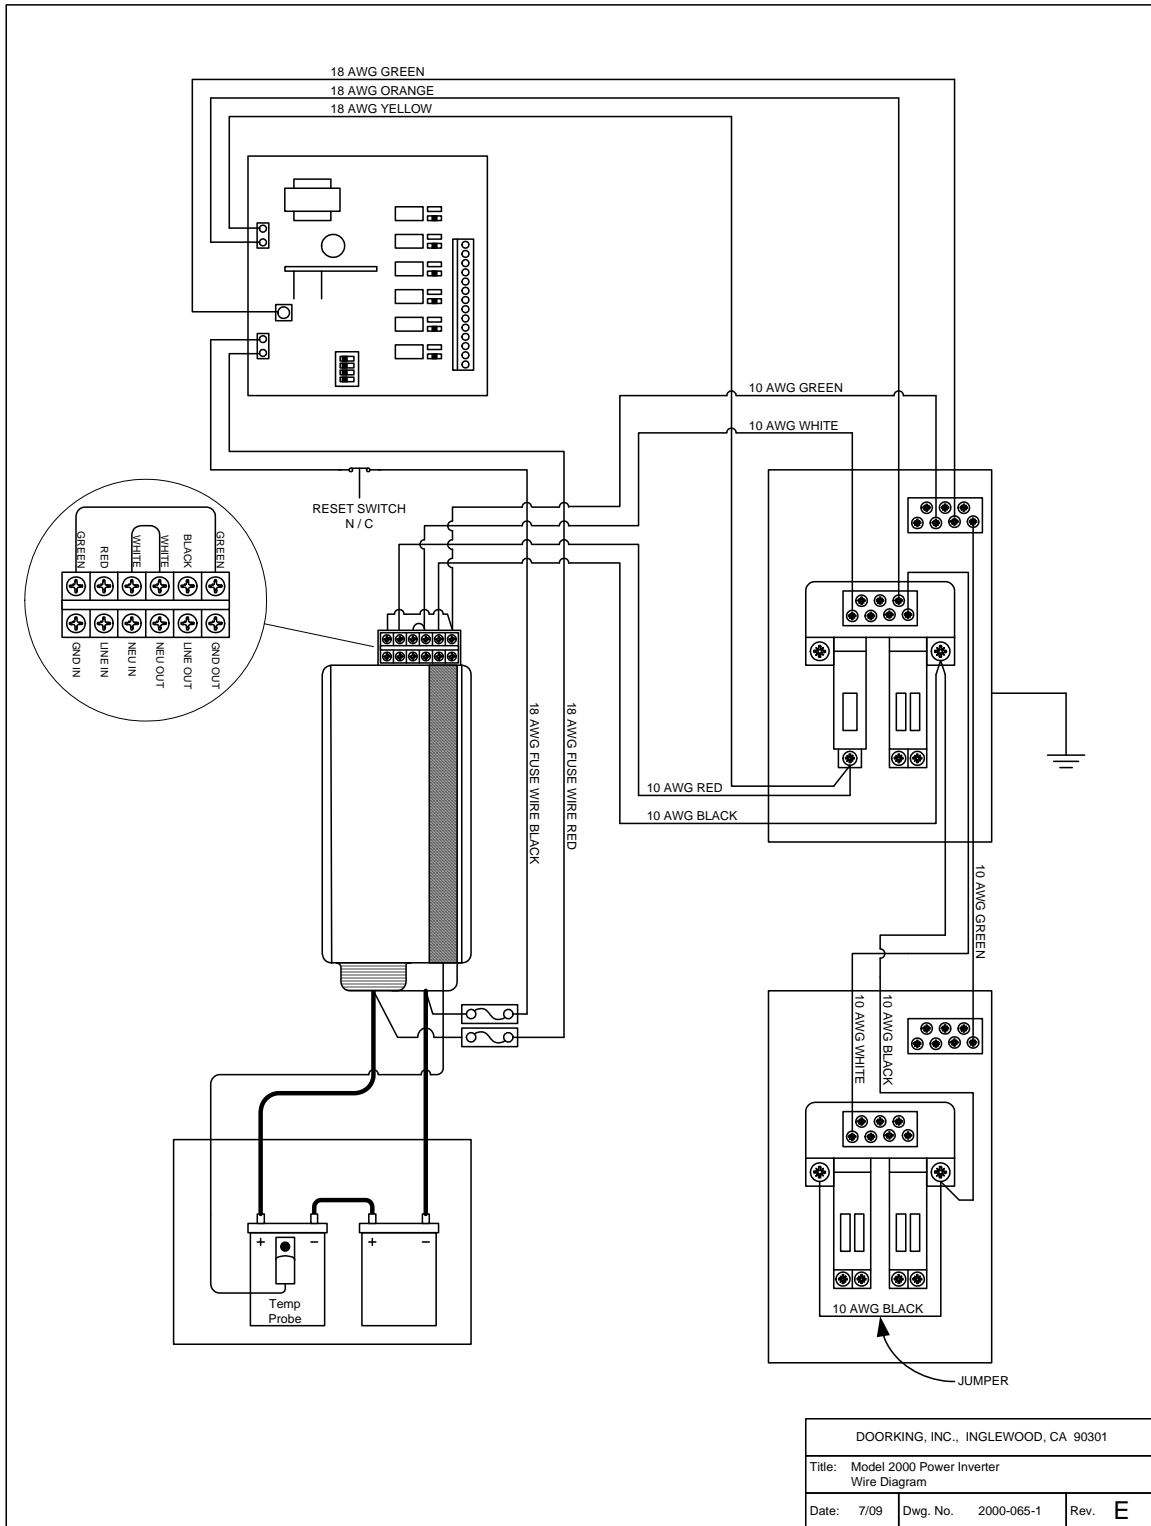 18 AWG GREEN
18 AWG ORANGE
18 AWG YELLOW
10 AWG GREEN
10 AWG WHITE
RESET SWITCH
N / C
GREEN
RED
WHITE
WHITE
BLACK
GREEN
GND IN
LINE IN
NEU IN
NEU OUT
LINE OUT
GND OUT
18 AWG FUSE WIRE BLACK
18 AWG FUSE WIRE RED
10 AWG RED
10 AWG BLACK
10 AWG GREEN
10 AWG WHITE
10 AWG BLACK
+ −
+ −
Temp
Probe
10 AWG BLACK
JUMPER
DOORKING, INC., INGLEWOOD, CA 90301
Title: Model 2000 Power Inverter
Wire Diagram
Date: 7/09 Dwg. No. 2000-065-1 Rev. E